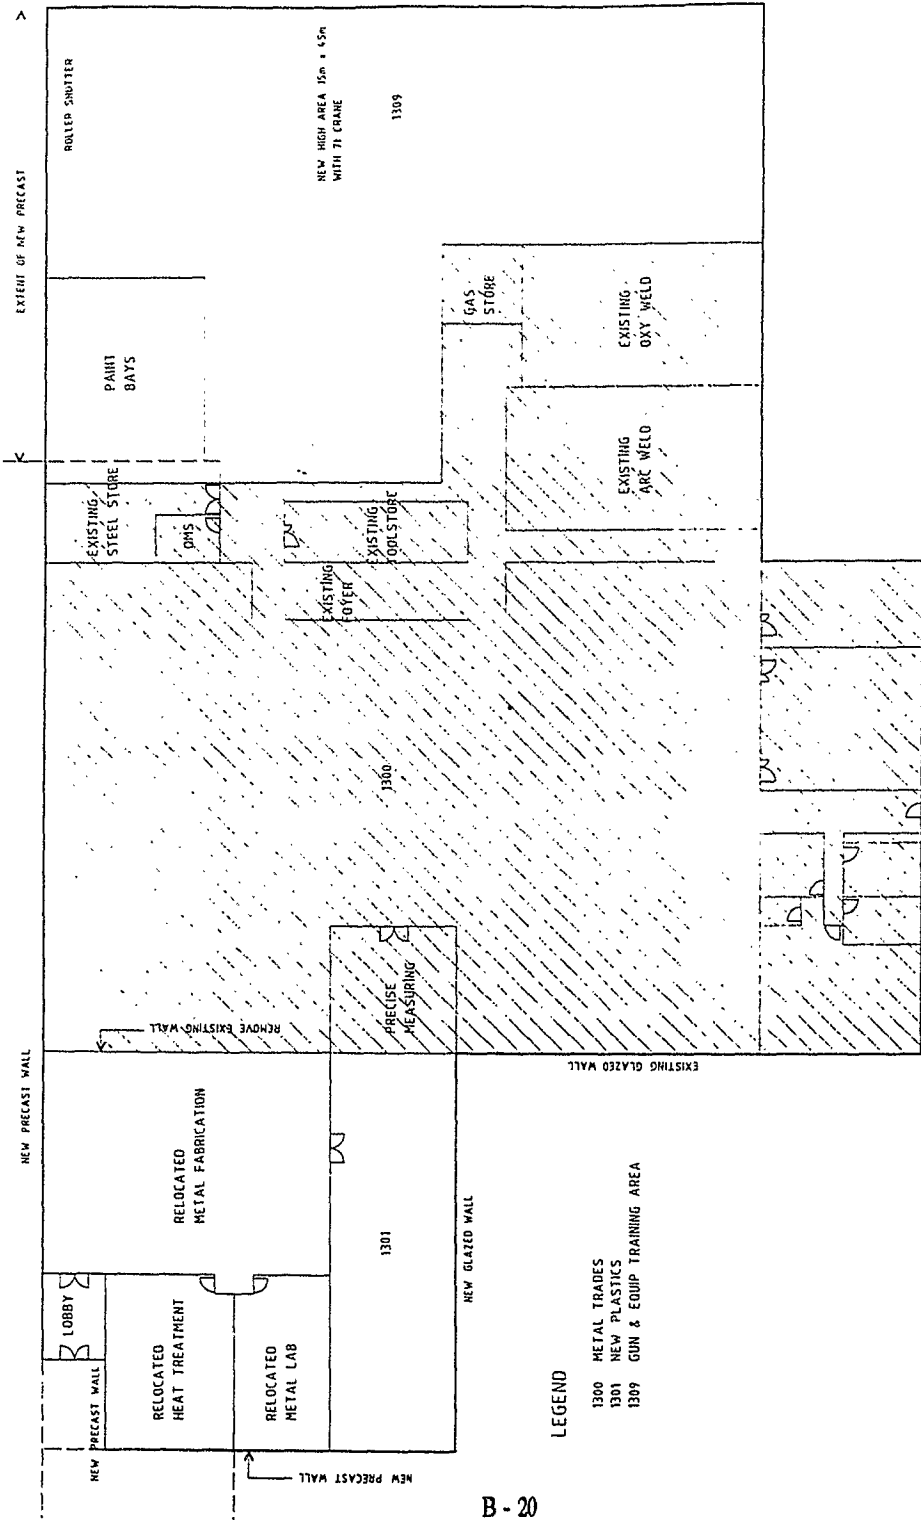 EXTENT OF NEW PRECAST
ROLLER SHUTTER
NEW HIGH AREA 15m x 45m
WITH 7t CRANE
1309
PAINT
BAYS
GAS
STORE
EXISTING
OXY WELD
EXISTING
ARC WELD
EXISTING
STEEL STORE
QMS
EXISTING
TOOLSTORE
EXISTING
FOYER
1300
PRECISE
MEASURING
REMOVE EXISTING WALL
NEW PRECAST WALL
EXISTING GLAZED WALL
RELOCATED
METAL FABRICATION
1301
NEW GLAZED WALL
LOBBY
RELOCATED
HEAT TREATMENT
RELOCATED
METAL LAB
NEW PRECAST WALL
NEW PRECAST WALL
LEGEND
1300 METAL TRADES
1301 NEW PLASTICS
1309 GUN & EQUIP TRAINING AREA
B - 20